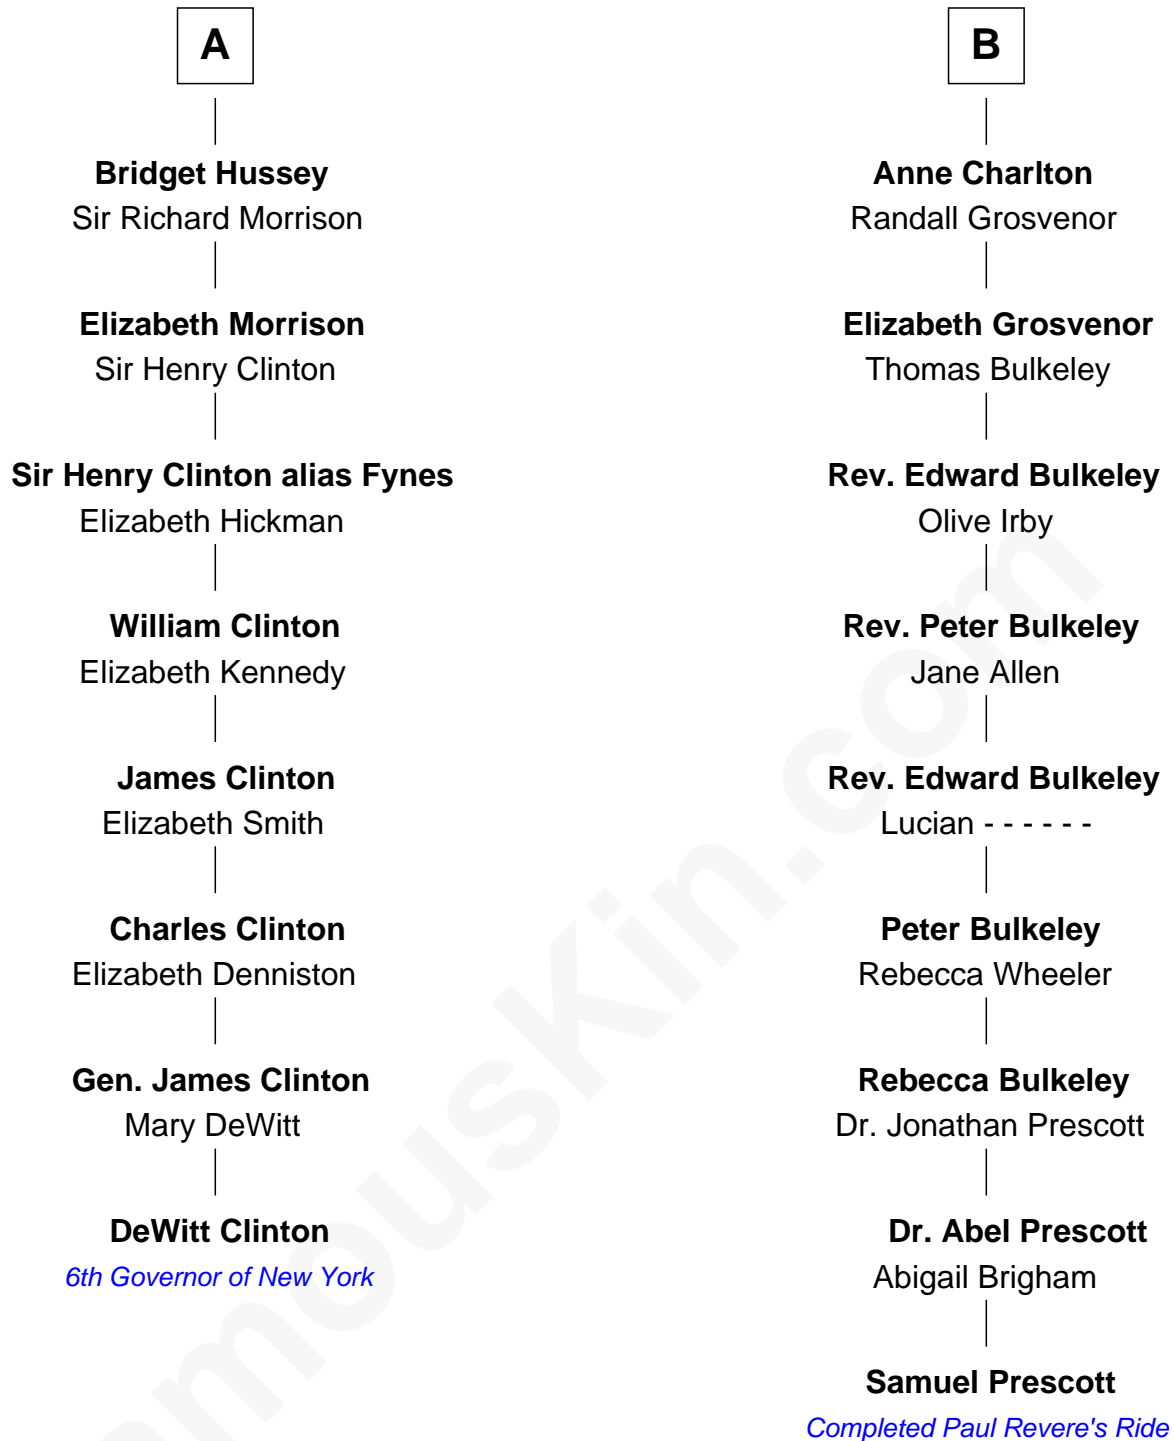 A
Bridget Hussey
Sir Richard Morrison
Elizabeth Morrison
Sir Henry Clinton
Sir Henry Clinton alias Fynes
Elizabeth Hickman
William Clinton
Elizabeth Kennedy
James Clinton
Elizabeth Smith
Charles Clinton
Elizabeth Denniston
Gen. James Clinton
Mary DeWitt
DeWitt Clinton
6th Governor of New York
B
Anne Charlton
Randall Grosvenor
Elizabeth Grosvenor
Thomas Bulkeley
Rev. Edward Bulkeley
Olive Irby
Rev. Peter Bulkeley
Jane Allen
Rev. Edward Bulkeley
Lucian - - - - - -
Peter Bulkeley
Rebecca Wheeler
Rebecca Bulkeley
Dr. Jonathan Prescott
Dr. Abel Prescott
Abigail Brigham
Samuel Prescott
Completed Paul Revere's Ride
amouskin.com